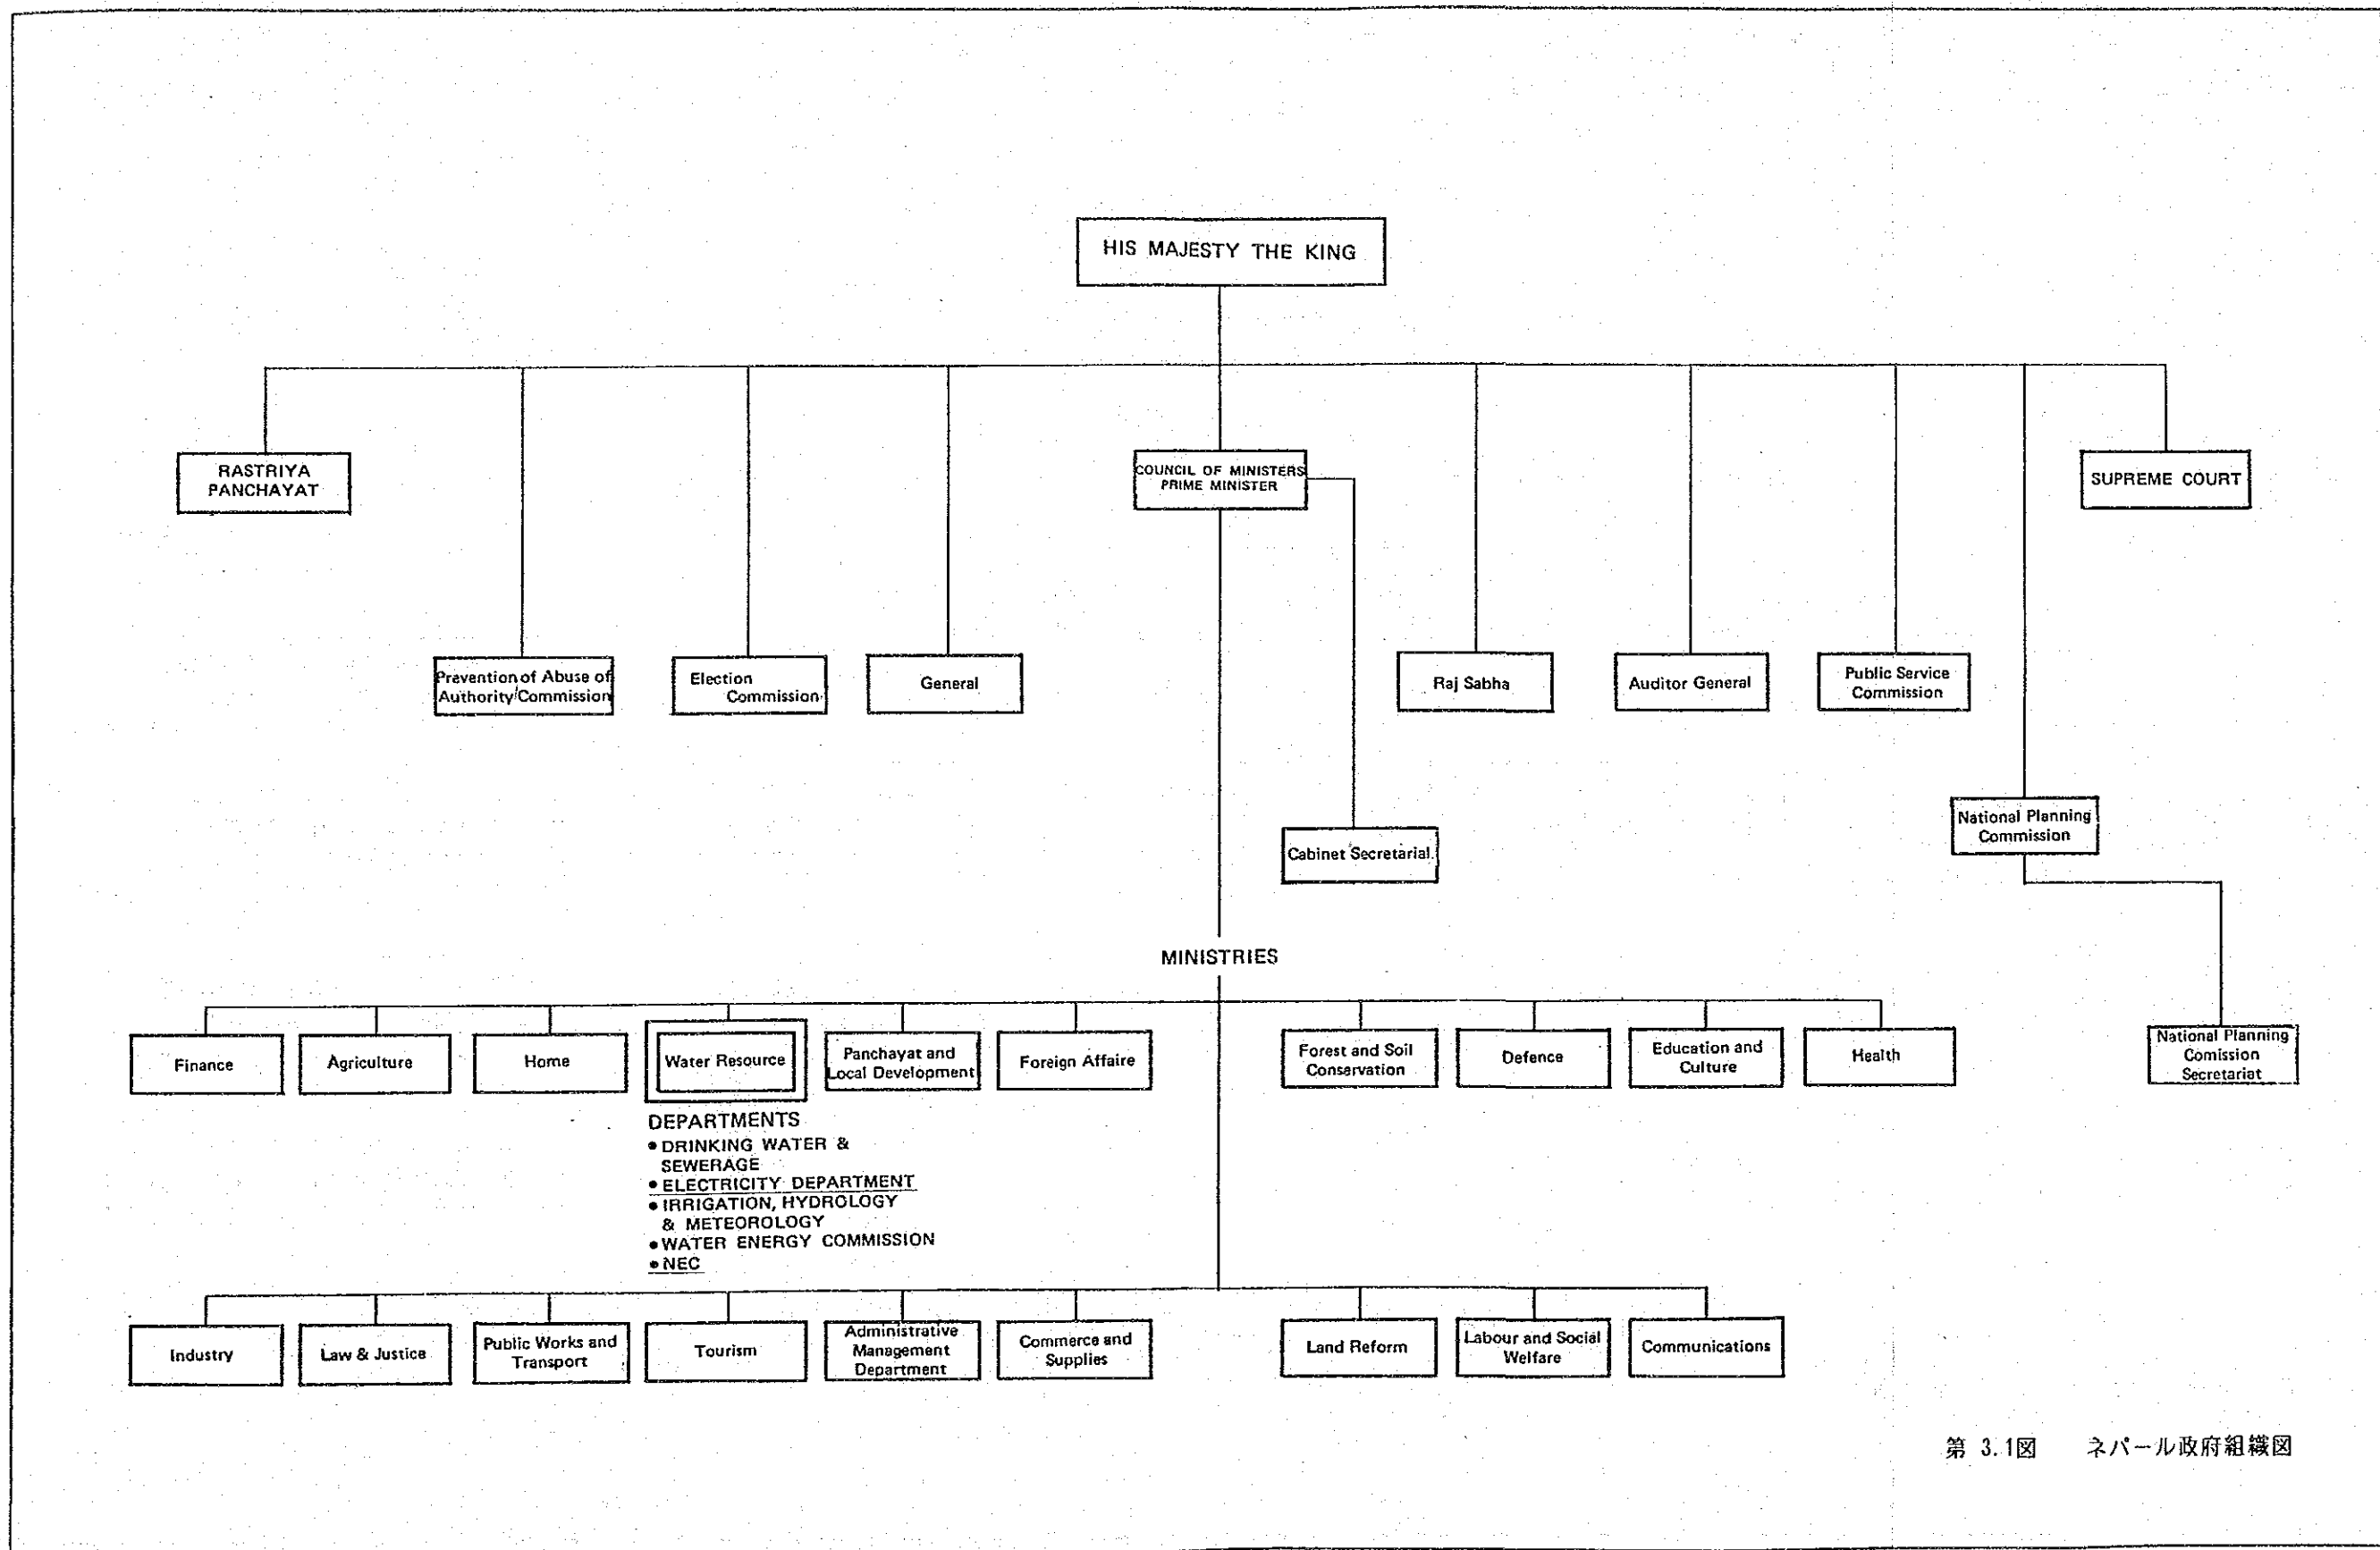 HIS MAJESTY THE KING
RASTRIYA
PANCHAYAT
COUNCIL OF MINISTERS
PRIME MINISTER
SUPREME COURT
Prevention of Abuse of
Authority/Commission
Election
Commission
General
Raj Sabha
Auditor General
Public Service
Commission
National Planning
Commission
Cabinet Secretarial
MINISTRIES
Finance
Agriculture
Home
Water Resource
Panchayat and
Local Development
Foreign Affaire
Forest and Soil
Conservation
Defence
Education and
Culture
Health
National Planning
Comission
Secretariat
DEPARTMENTS
• DRINKING WATER &
SEWERAGE
• ELECTRICITY DEPARTMENT
• IRRIGATION, HYDROLOGY
& METEOROLOGY
• WATER ENERGY COMMISSION
• NEC
Industry
Law & Justice
Public Works and
Transport
Tourism
Administrative
Management
Department
Commerce and
Supplies
Land Reform
Labour and Social
Welfare
Communications
第 3.1図 ネパール政府組織図